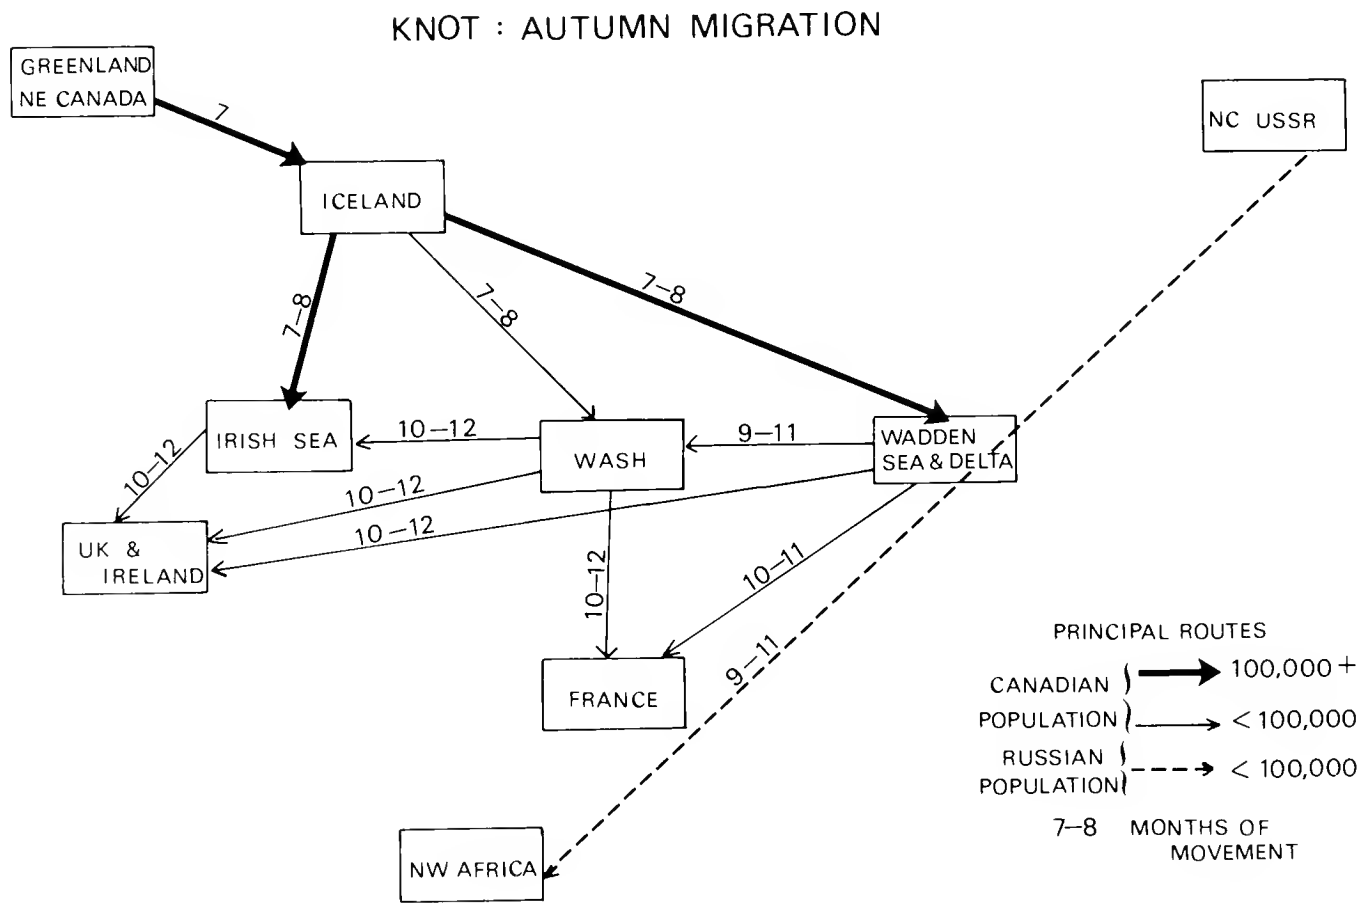 KNOT : AUTUMN MIGRATION
GREENLAND
NE CANADA
NC USSR
7
ICELAND
7–8
7–8
7–8
IRISH SEA
10–12
WASH
9–11
WADDEN
SEA & DELTA
10–12
10–12
10–12
UK &
IRELAND
10–12
10–11
FRANCE
9–11
NW AFRICA
PRINCIPAL ROUTES
CANADIAN
POPULATION
100,000 +
< 100,000
RUSSIAN
POPULATION
< 100,000
7–8 MONTHS OF
MOVEMENT